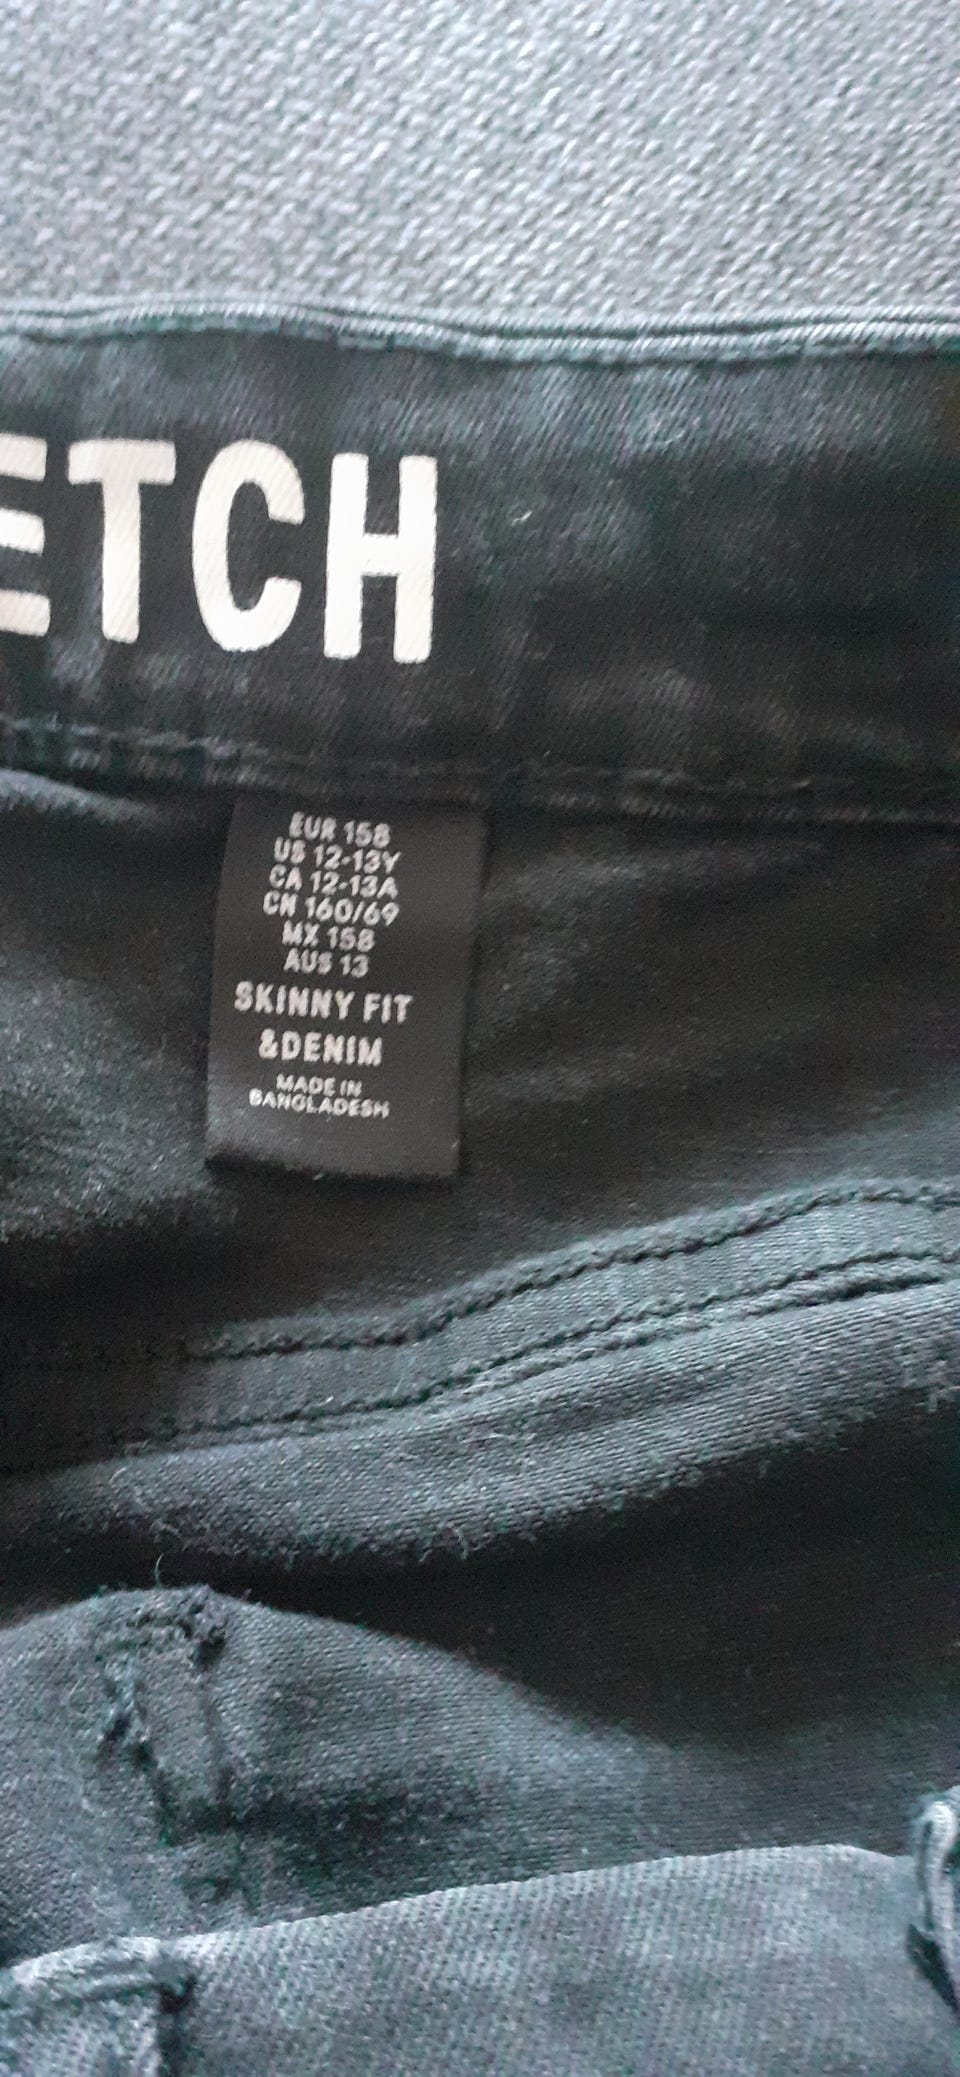 ETCH
EUR 158
US 12-13Y
CA 12-13A
CN 160/69
MX 158
AUS 13
SKINNY FIT
&DENIM
MADE IN
BANGLADESH